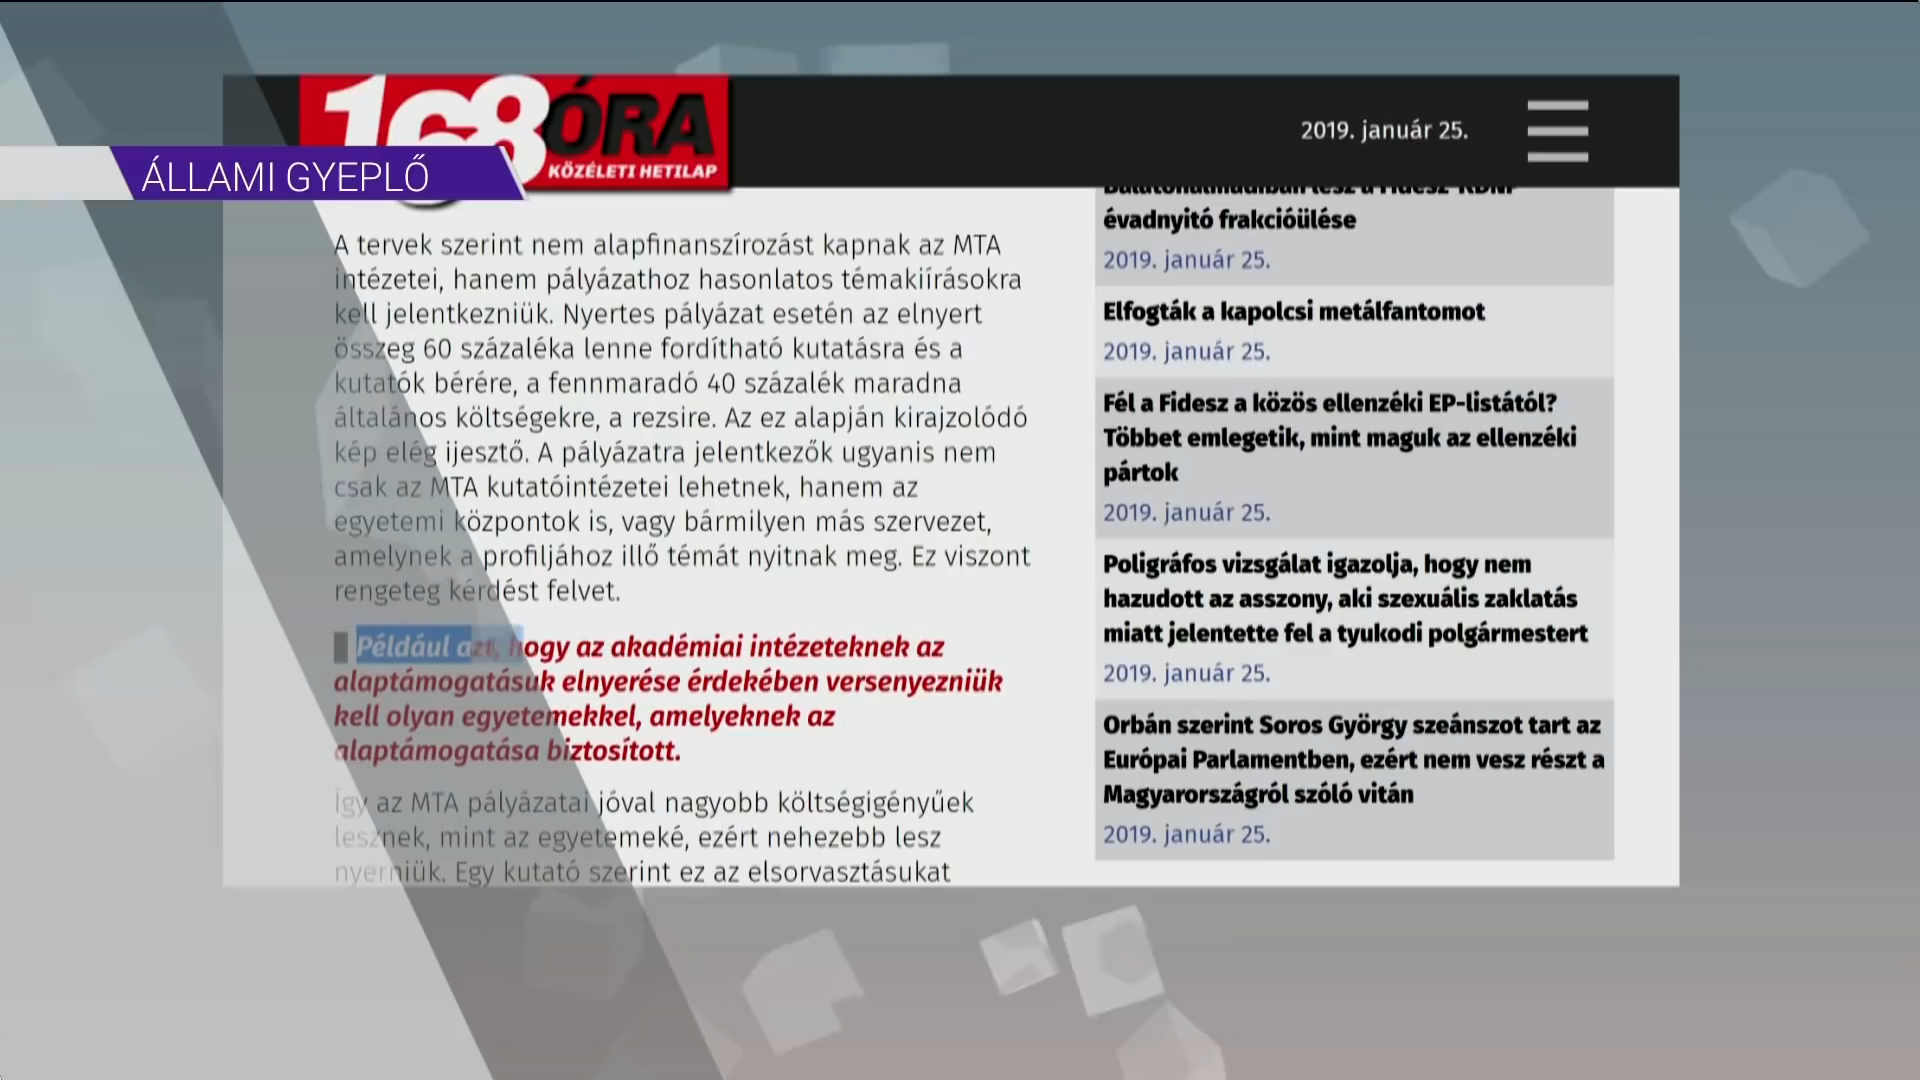 168 ÓRA
KÖZÉLETI HETILAP
2019. január 25.
ÁLLAMI GYEPLŐ
A tervek szerint nem alapfinanszírozást kapnak az MTA
intézetei, hanem pályázathoz hasonlatos témakiírásokra
kell jelentkezniük. Nyertes pályázat esetén az elnyert
összeg 60 százaléka lenne fordítható kutatásra és a
kutatók bérére, a fennmaradó 40 százalék maradna
általános költségekre, a rezsire. Az ez alapján kirajzolódó
kép elég ijesztő. A pályázatra jelentkezők ugyanis nem
csak az MTA kutatóintézetei lehetnek, hanem az
egyetemi központok is, vagy bármilyen más szervezet,
amelynek a profiljához illő témát nyitnak meg. Ez viszont
rengeteg kérdést felvet.
Például azt, hogy az akadémiai intézeteknek az
alaptámogatásuk elnyerése érdekében versenyezniük
kell olyan egyetemekkel, amelyeknek az
alaptámogatása biztosított.
Így az MTA pályázatai jóval nagyobb költségigényűek
lesznek, mint az egyetemeké, ezért nehezebb lesz
nyerniük. Egy kutató szerint ez az elsorvasztásukat
Balatonalmádiban lesz a Fidesz-KDNP
évadnyitó frakcióülése
2019. január 25.
Elfogták a kapolcsi metálfantomot
2019. január 25.
Fél a Fidesz a közös ellenzéki EP-listától?
Többet emlegetik, mint maguk az ellenzéki
pártok
2019. január 25.
Poligráfos vizsgálat igazolja, hogy nem
hazudott az asszony, aki szexuális zaklatás
miatt jelentette fel a tyukodi polgármestert
2019. január 25.
Orbán szerint Soros György szeánszot tart az
Európai Parlamentben, ezért nem vesz részt a
Magyarországról szóló vitán
2019. január 25.